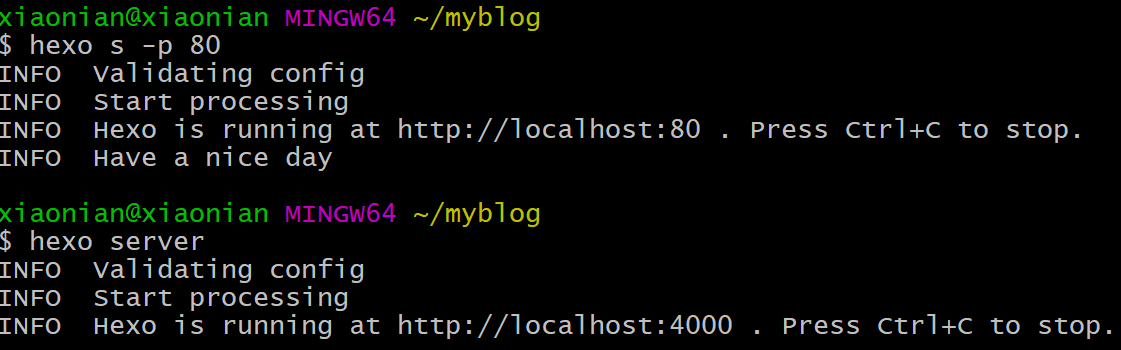 xiaonian@xiaonian MINGW64 ~/myblog
$ hexo s -p 80
INFO  Validating config
INFO  Start processing
INFO  Hexo is running at http://localhost:80 . Press Ctrl+C to stop.
INFO  Have a nice day
xiaonian@xiaonian MINGW64 ~/myblog
$ hexo server
INFO  Validating config
INFO  Start processing
INFO  Hexo is running at http://localhost:4000 . Press Ctrl+C to stop.